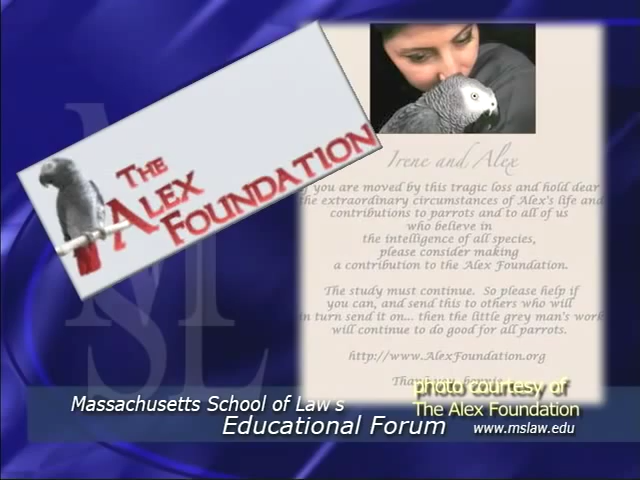 THE
ALEX
FOUNDATION
Irene and Alex
f you are moved by this tragic loss and hold dear
the extraordinary circumstances of Alex's life and
contributions to parrots and to all of us
who believe in
the intelligence of all species,
please consider making
a contribution to the Alex Foundation.
The study must continue. So please help if
you can, and send this to others who will
in turn send it on... then the little grey man's work
will continue to do good for all parrots.
http://www.AlexFoundation.org
photo courtesy of
The Alex Foundation
MSL
Massachusetts School of Law s
Educational Forum
www.mslaw.edu